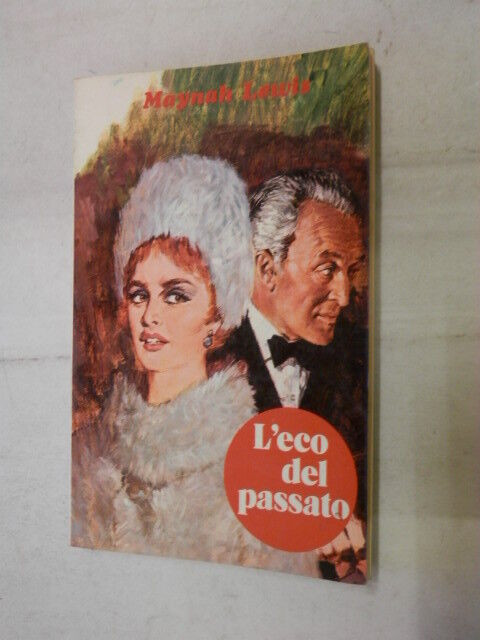 Maynah Lewis
L'eco
del
passato